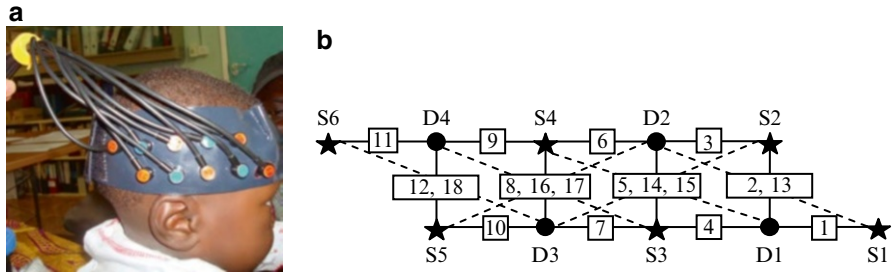 a
b
S6 D4 S4 D2 S2
11 9 6 3
12, 18 8, 16, 17 5, 14, 15 2, 13
10 7 4 1
S5 D3 S3 D1 S1